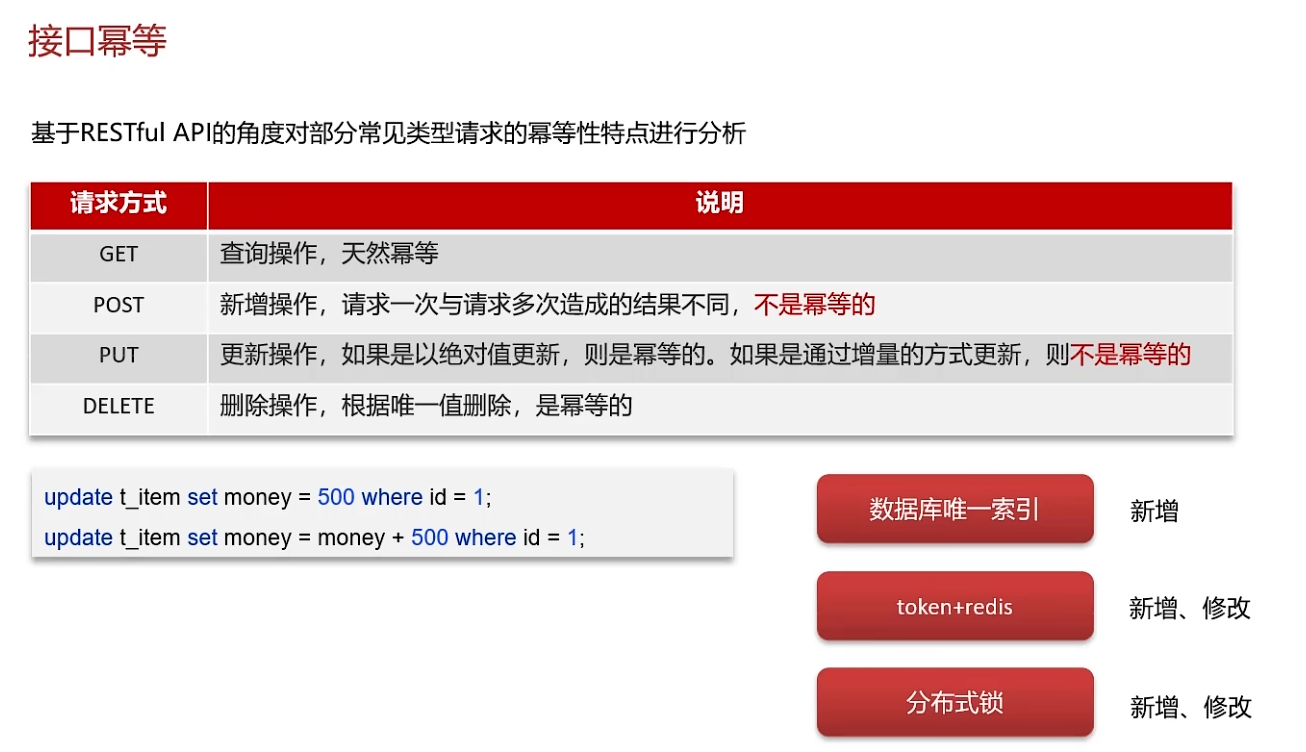 接口幂等
基于RESTful API的角度对部分常见类型请求的幂等性特点进行分析
请求方式 说明
GET 查询操作，天然幂等
POST 新增操作，请求一次与请求多次造成的结果不同，不是幂等的
PUT 更新操作，如果是以绝对值更新，则是幂等的。如果是通过增量的方式更新，则不是幂等的
DELETE 删除操作，根据唯一值删除，是幂等的
update t_item set money = 500 where id = 1;
update t_item set money = money + 500 where id = 1;
数据库唯一索引 新增
token+redis 新增、修改
分布式锁 新增、修改